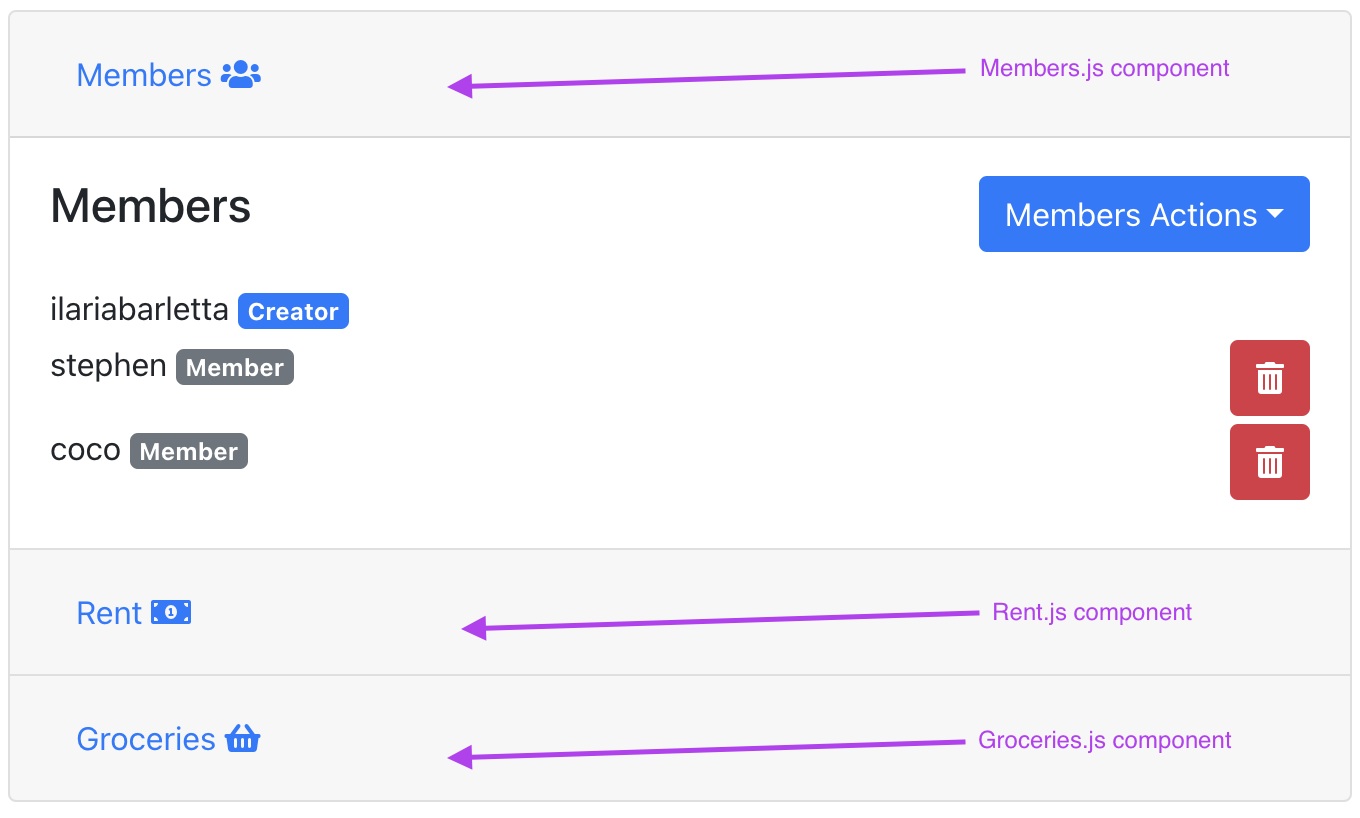 Members
Members.js component
Members
Members Actions
ilariabarletta Creator
stephen Member
coco Member
Rent 1
Rent.js component
Groceries
Groceries.js component